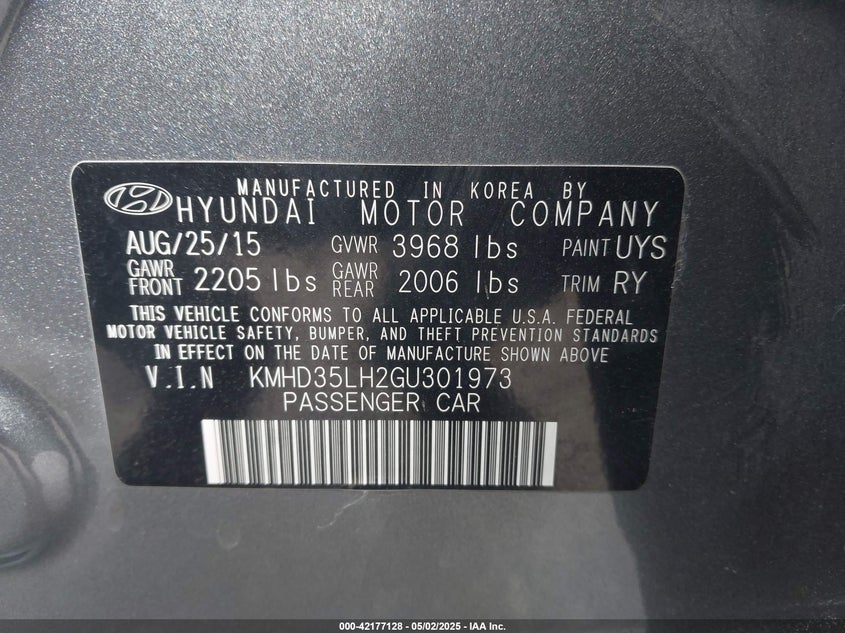 MANUFACTURED IN KOREA BY
HYUNDAI MOTOR COMPANY
AUG/25/15 GVWR 3968 lbs PAINT UYS
GAWR FRONT 2205 lbs GAWR REAR 2006 lbs TRIM RY
THIS VEHICLE CONFORMS TO ALL APPLICABLE U.S.A. FEDERAL
MOTOR VEHICLE SAFETY, BUMPER, AND THEFT PREVENTION STANDARDS
IN EFFECT ON THE DATE OF MANUFACTURE SHOWN ABOVE
V.I.N KMHD35LH2GU301973
PASSENGER CAR
000-42177128 - 05/02/2025 - IAA Inc.